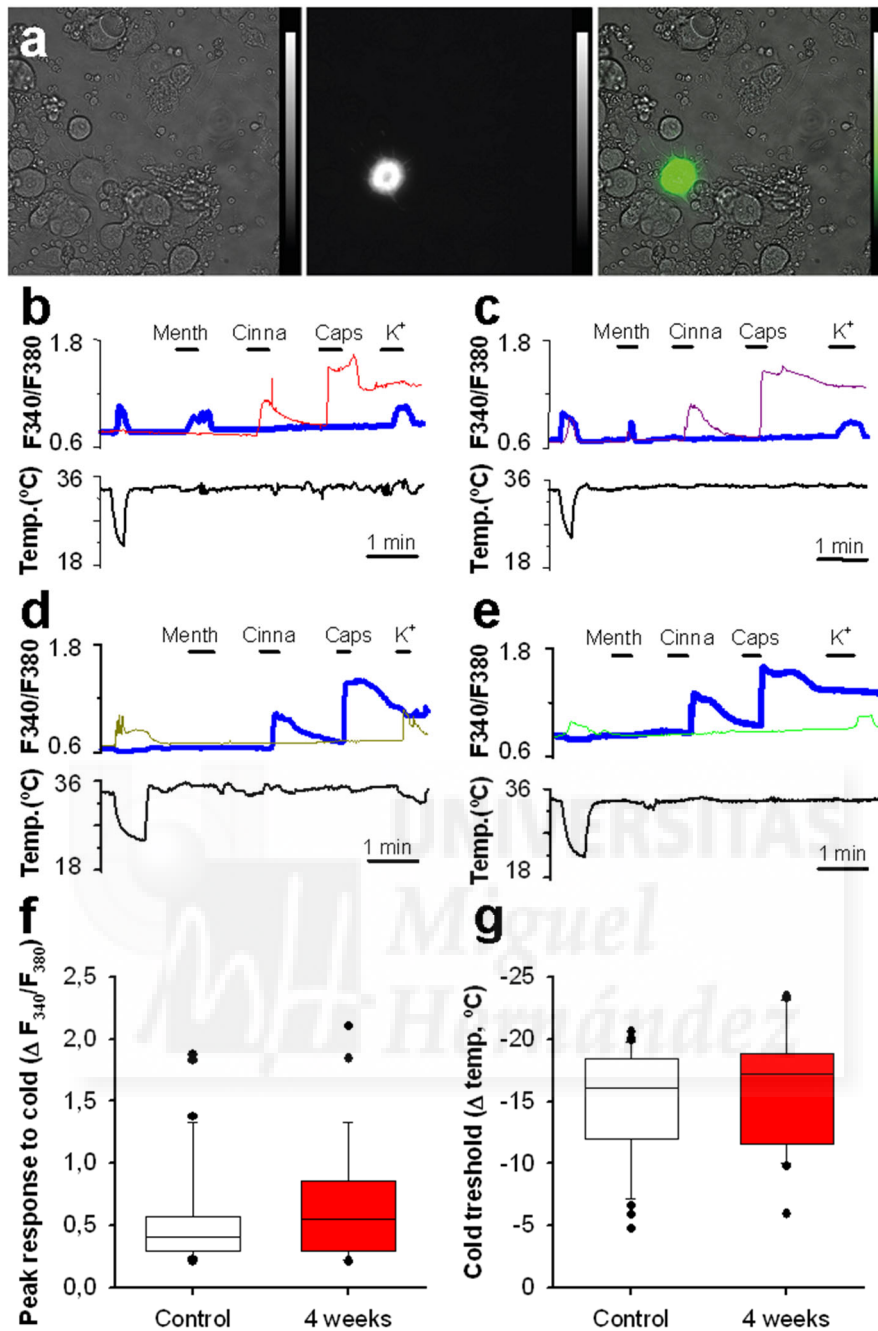 a
b
Menth Cinna Caps K⁺
1.8
F340/F380
0.6
36
Temp.(ºC)
18
1 min
c
Menth Cinna Caps K⁺
1.8
F340/F380
0.6
36
Temp.(ºC)
18
1 min
d
Menth Cinna Caps K⁺
1.8
F340/F380
0.6
36
Temp.(ºC)
18
1 min
e
Menth Cinna Caps K⁺
1.8
F340/F380
0.6
36
Temp.(ºC)
18
1 min
UNIVERSITAS
Miguel
Hernández
f
Peak response to cold (Δ F₃₄₀/F₃₈₀)
2,5
2,0
1,5
1,0
0,5
0,0
Control 4 weeks
g
Cold treshold (Δ temp, ºC)
-25
-20
-15
-10
-5
0
Control 4 weeks